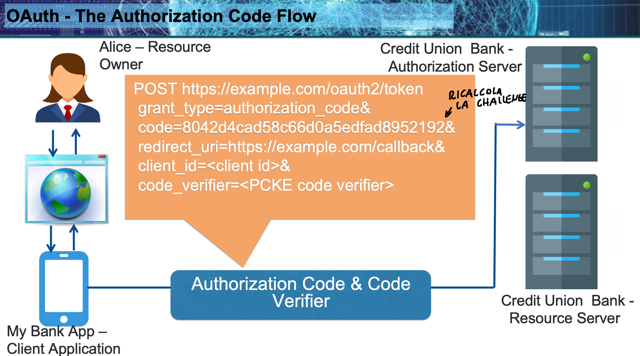 OAuth - The Authorization Code Flow
Alice – Resource
Owner
Credit Union Bank -
Authorization Server
POST https://example.com/oauth2/token
grant_type=authorization_code&
code=8042d4cad58c66d0a5edfad8952192&
redirect_uri=https://example.com/callback&
client_id=<client id>&
code_verifier=<PCKE code verifier>
RICALCOLA
LA CHALLENGE
Authorization Code & Code
Verifier
My Bank App –
Client Application
Credit Union Bank -
Resource Server